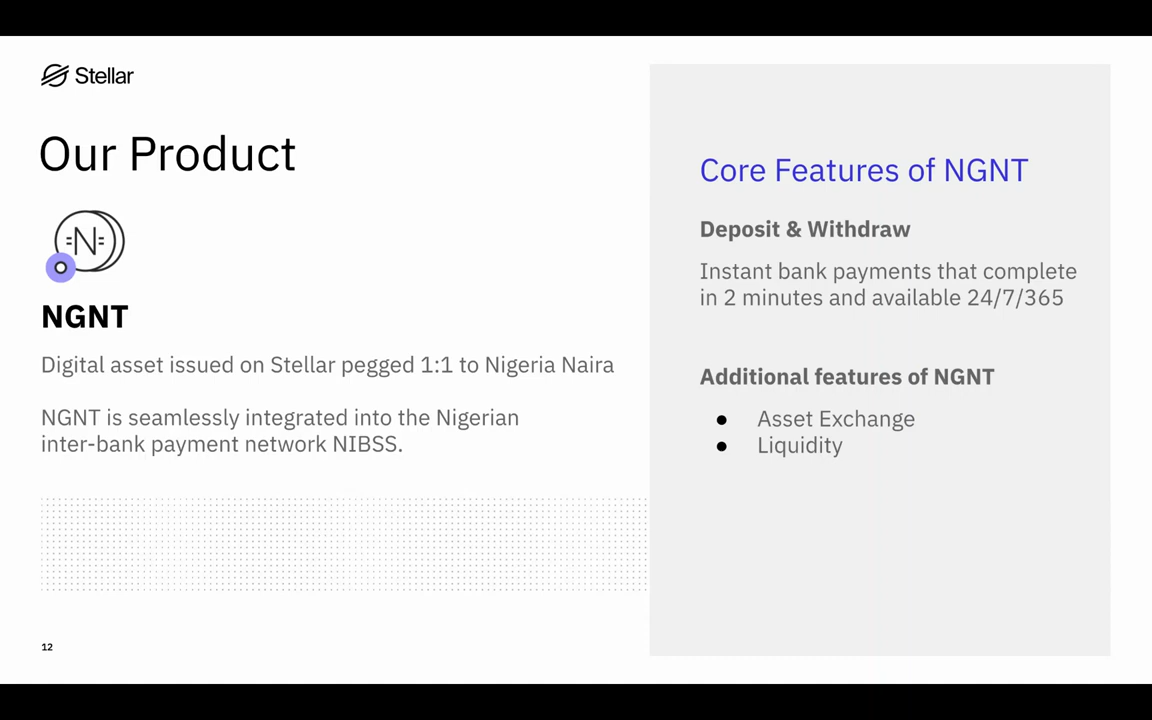 Stellar
Our Product
N
NGNT
Digital asset issued on Stellar pegged 1:1 to Nigeria Naira
NGNT is seamlessly integrated into the Nigerian
inter-bank payment network NIBSS.
12
Core Features of NGNT
Deposit & Withdraw
Instant bank payments that complete
in 2 minutes and available 24/7/365
Additional features of NGNT
● Asset Exchange
● Liquidity